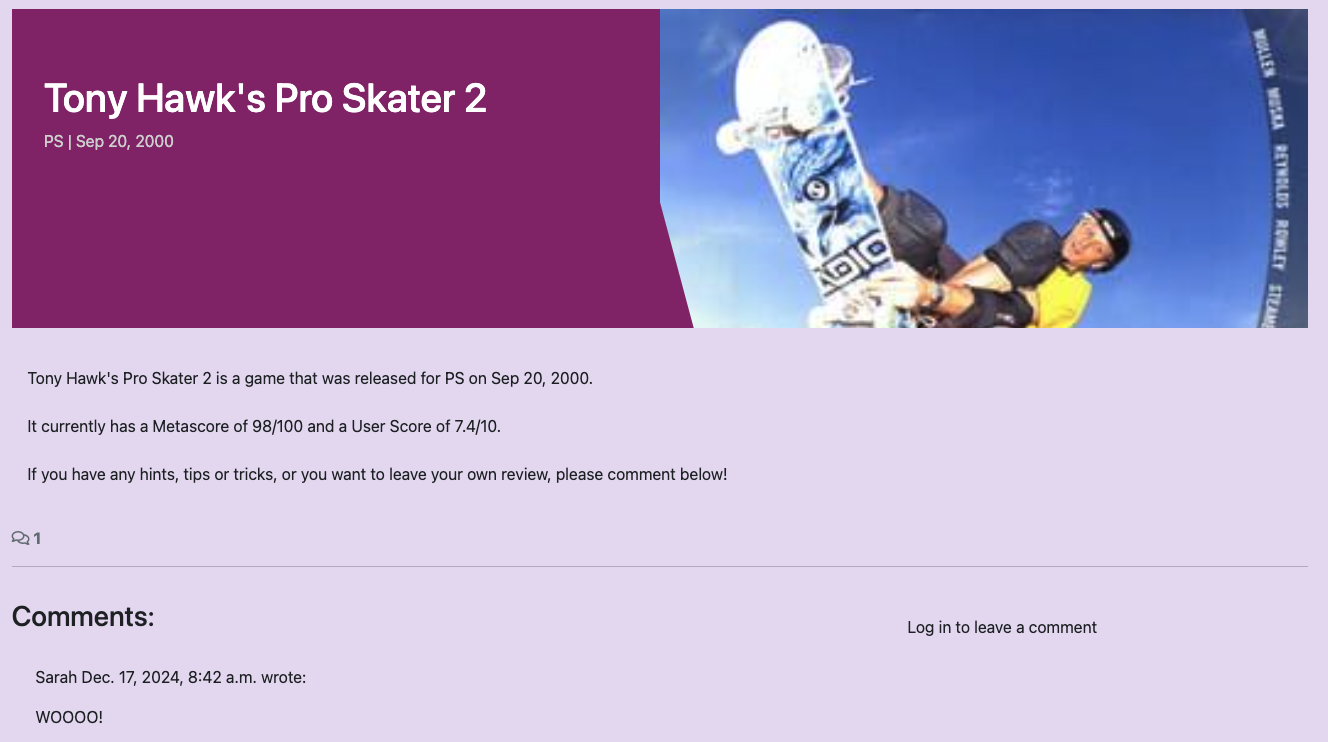 Tony Hawk's Pro Skater 2
PS | Sep 20, 2000
MULLEN MUSKA REYNOLDS ROWLEY
Tony Hawk's Pro Skater 2 is a game that was released for PS on Sep 20, 2000.
It currently has a Metascore of 98/100 and a User Score of 7.4/10.
If you have any hints, tips or tricks, or you want to leave your own review, please comment below!
1
Comments:
Log in to leave a comment
Sarah Dec. 17, 2024, 8:42 a.m. wrote:
WOOOO!